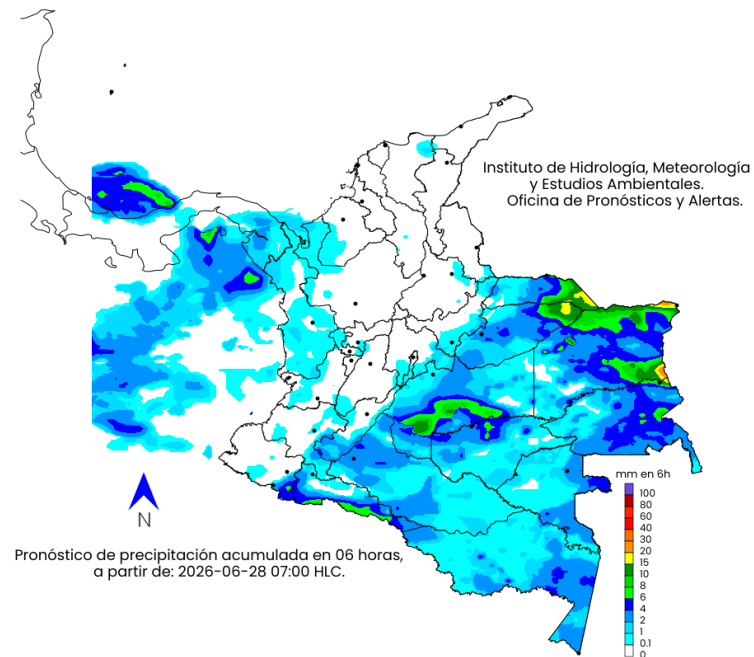 Instituto de Hidrología, Meteorología
y Estudios Ambientales.
Oficina de Pronósticos y Alertas.
N
Pronóstico de precipitación acumulada en 06 horas,
a partir de: 2026-06-28 07:00 HLC.
mm en 6h
100
80
60
40
30
20
15
10
8
6
4
2
1
0.1
0